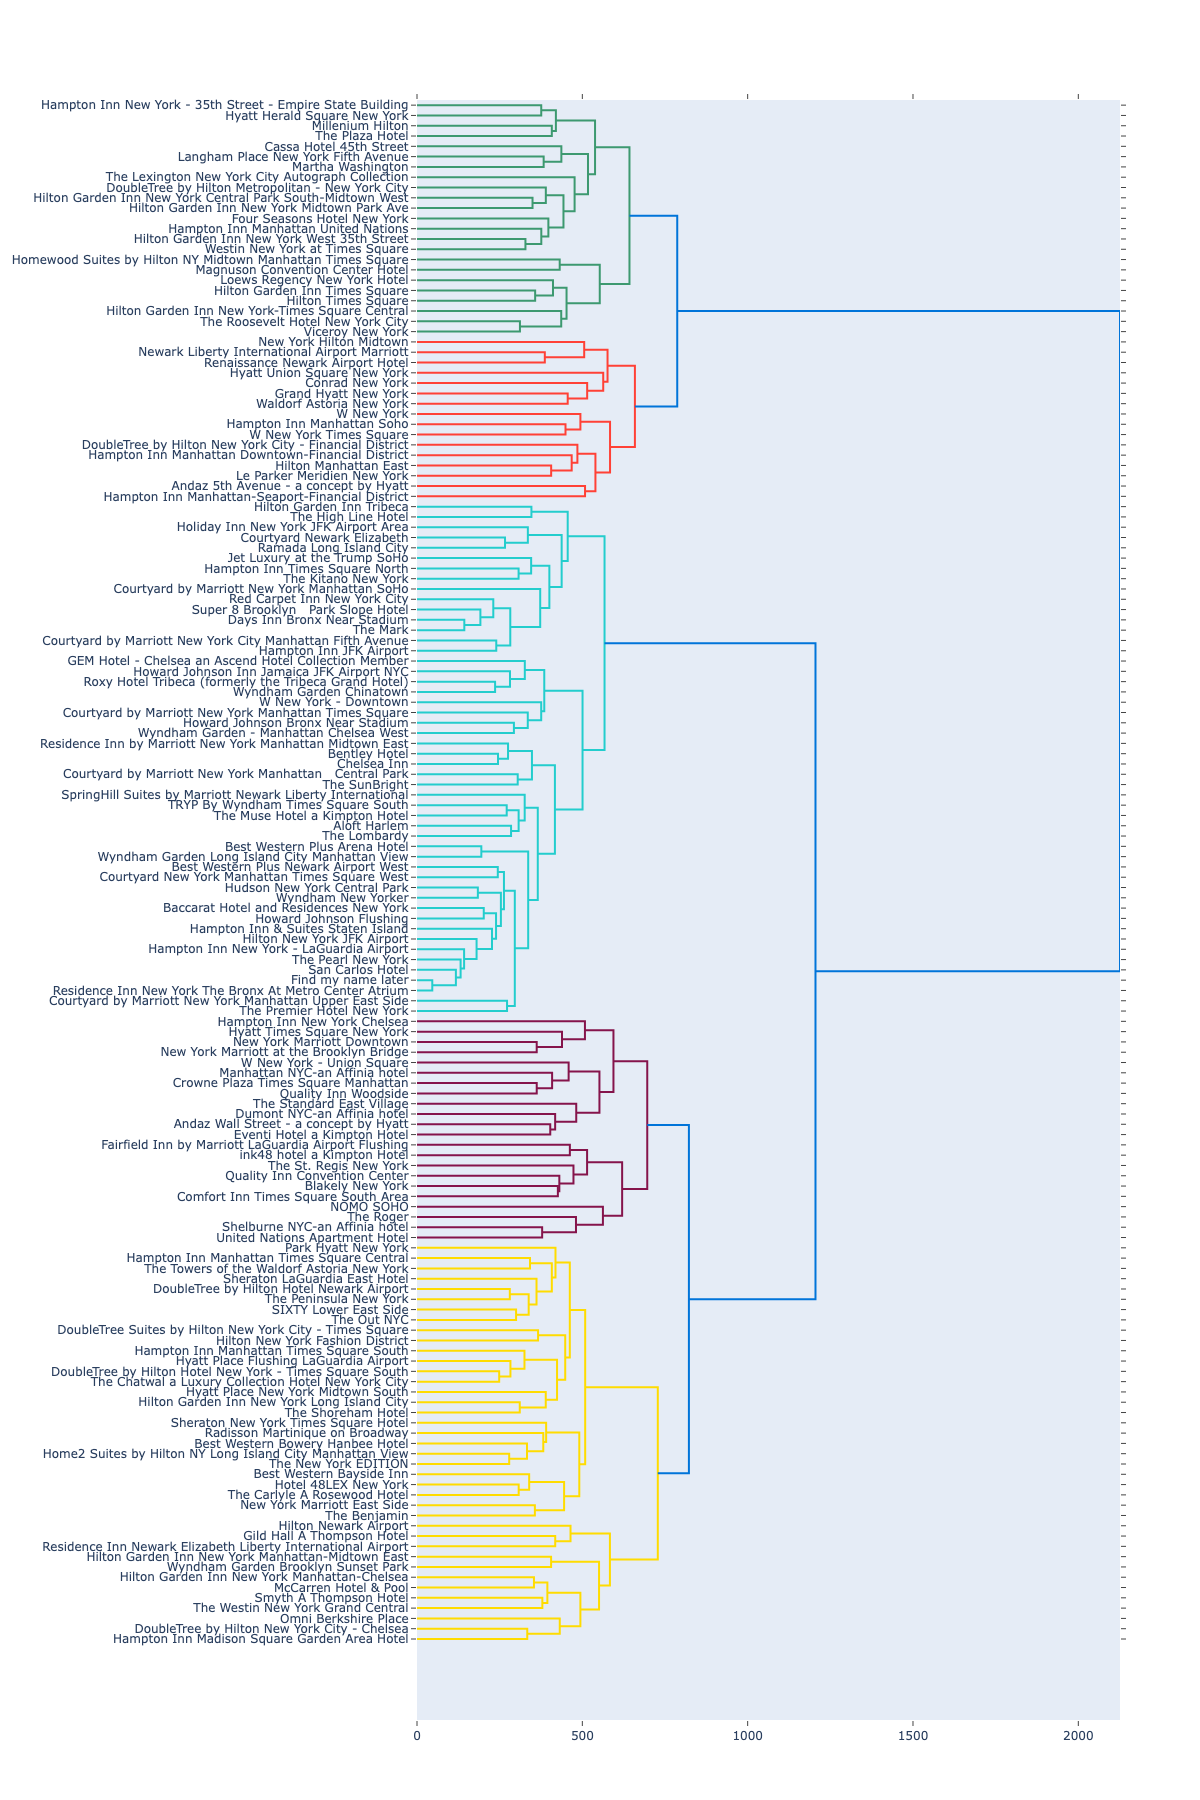 Hampton Inn New York - 35th Street - Empire State Building
Hyatt Herald Square New York
Millenium Hilton
The Plaza Hotel
Cassa Hotel 45th Street
Langham Place New York Fifth Avenue
Martha Washington
The Lexington New York City Autograph Collection
DoubleTree by Hilton Metropolitan - New York City
Hilton Garden Inn New York Central Park South-Midtown West
Hilton Garden Inn New York Midtown Park Ave
Four Seasons Hotel New York
Hampton Inn Manhattan United Nations
Hilton Garden Inn New York West 35th Street
Westin New York at Times Square
Homewood Suites by Hilton NY Midtown Manhattan Times Square
Magnuson Convention Center Hotel
Loews Regency New York Hotel
Hilton Garden Inn Times Square
Hilton Times Square
Hilton Garden Inn New York-Times Square Central
The Roosevelt Hotel New York City
Viceroy New York
New York Hilton Midtown
Newark Liberty International Airport Marriott
Renaissance Newark Airport Hotel
Hyatt Union Square New York
Conrad New York
Grand Hyatt New York
Waldorf Astoria New York
W New York
Hampton Inn Manhattan Soho
W New York Times Square
DoubleTree by Hilton New York City - Financial District
Hampton Inn Manhattan Downtown-Financial District
Hilton Manhattan East
Le Parker Meridien New York
Andaz 5th Avenue - a concept by Hyatt
Hampton Inn Manhattan-Seaport-Financial District
Hilton Garden Inn Tribeca
The High Line Hotel
Holiday Inn New York JFK Airport Area
Courtyard Newark Elizabeth
Ramada Long Island City
Jet Luxury at the Trump SoHo
Hampton Inn Times Square North
The Kitano New York
Courtyard by Marriott New York Manhattan SoHo
Red Carpet Inn New York City
Super 8 Brooklyn   Park Slope Hotel
Days Inn Bronx Near Stadium
The Mark
Courtyard by Marriott New York City Manhattan Fifth Avenue
Hampton Inn JFK Airport
GEM Hotel - Chelsea an Ascend Hotel Collection Member
Howard Johnson Inn Jamaica JFK Airport NYC
Roxy Hotel Tribeca (formerly the Tribeca Grand Hotel)
Wyndham Garden Chinatown
W New York - Downtown
Courtyard by Marriott New York Manhattan Times Square
Howard Johnson Bronx Near Stadium
Wyndham Garden - Manhattan Chelsea West
Residence Inn by Marriott New York Manhattan Midtown East
Bentley Hotel
Chelsea Inn
Courtyard by Marriott New York Manhattan   Central Park
The SunBright
SpringHill Suites by Marriott Newark Liberty International
TRYP By Wyndham Times Square South
The Muse Hotel a Kimpton Hotel
Aloft Harlem
The Lombardy
Best Western Plus Arena Hotel
Wyndham Garden Long Island City Manhattan View
Best Western Plus Newark Airport West
Courtyard New York Manhattan Times Square West
Hudson New York Central Park
Wyndham New Yorker
Baccarat Hotel and Residences New York
Howard Johnson Flushing
Hampton Inn & Suites Staten Island
Hilton New York JFK Airport
Hampton Inn New York - LaGuardia Airport
The Pearl New York
San Carlos Hotel
Find my name later
Residence Inn New York The Bronx At Metro Center Atrium
Courtyard by Marriott New York Manhattan Upper East Side
The Premier Hotel New York
Hampton Inn New York Chelsea
Hyatt Times Square New York
New York Marriott Downtown
New York Marriott at the Brooklyn Bridge
W New York - Union Square
Manhattan NYC-an Affinia hotel
Crowne Plaza Times Square Manhattan
Quality Inn Woodside
The Standard East Village
Dumont NYC-an Affinia hotel
Andaz Wall Street - a concept by Hyatt
Eventi Hotel a Kimpton Hotel
Fairfield Inn by Marriott LaGuardia Airport Flushing
ink48 hotel a Kimpton Hotel
The St. Regis New York
Quality Inn Convention Center
Blakely New York
Comfort Inn Times Square South Area
NOMO SOHO
The Roger
Shelburne NYC-an Affinia hotel
United Nations Apartment Hotel
Park Hyatt New York
Hampton Inn Manhattan Times Square Central
The Towers of the Waldorf Astoria New York
Sheraton LaGuardia East Hotel
DoubleTree by Hilton Hotel Newark Airport
The Peninsula New York
SIXTY Lower East Side
The Out NYC
DoubleTree Suites by Hilton New York City - Times Square
Hilton New York Fashion District
Hampton Inn Manhattan Times Square South
Hyatt Place Flushing LaGuardia Airport
DoubleTree by Hilton Hotel New York - Times Square South
The Chatwal a Luxury Collection Hotel New York City
Hyatt Place New York Midtown South
Hilton Garden Inn New York Long Island City
The Shoreham Hotel
Sheraton New York Times Square Hotel
Radisson Martinique on Broadway
Best Western Bowery Hanbee Hotel
Home2 Suites by Hilton NY Long Island City Manhattan View
The New York EDITION
Best Western Bayside Inn
Hotel 48LEX New York
The Carlyle A Rosewood Hotel
New York Marriott East Side
The Benjamin
Hilton Newark Airport
Gild Hall A Thompson Hotel
Residence Inn Newark Elizabeth Liberty International Airport
Hilton Garden Inn New York Manhattan-Midtown East
Wyndham Garden Brooklyn Sunset Park
Hilton Garden Inn New York Manhattan-Chelsea
McCarren Hotel & Pool
Smyth A Thompson Hotel
The Westin New York Grand Central
Omni Berkshire Place
DoubleTree by Hilton New York City - Chelsea
Hampton Inn Madison Square Garden Area Hotel
0 500 1000 1500 2000